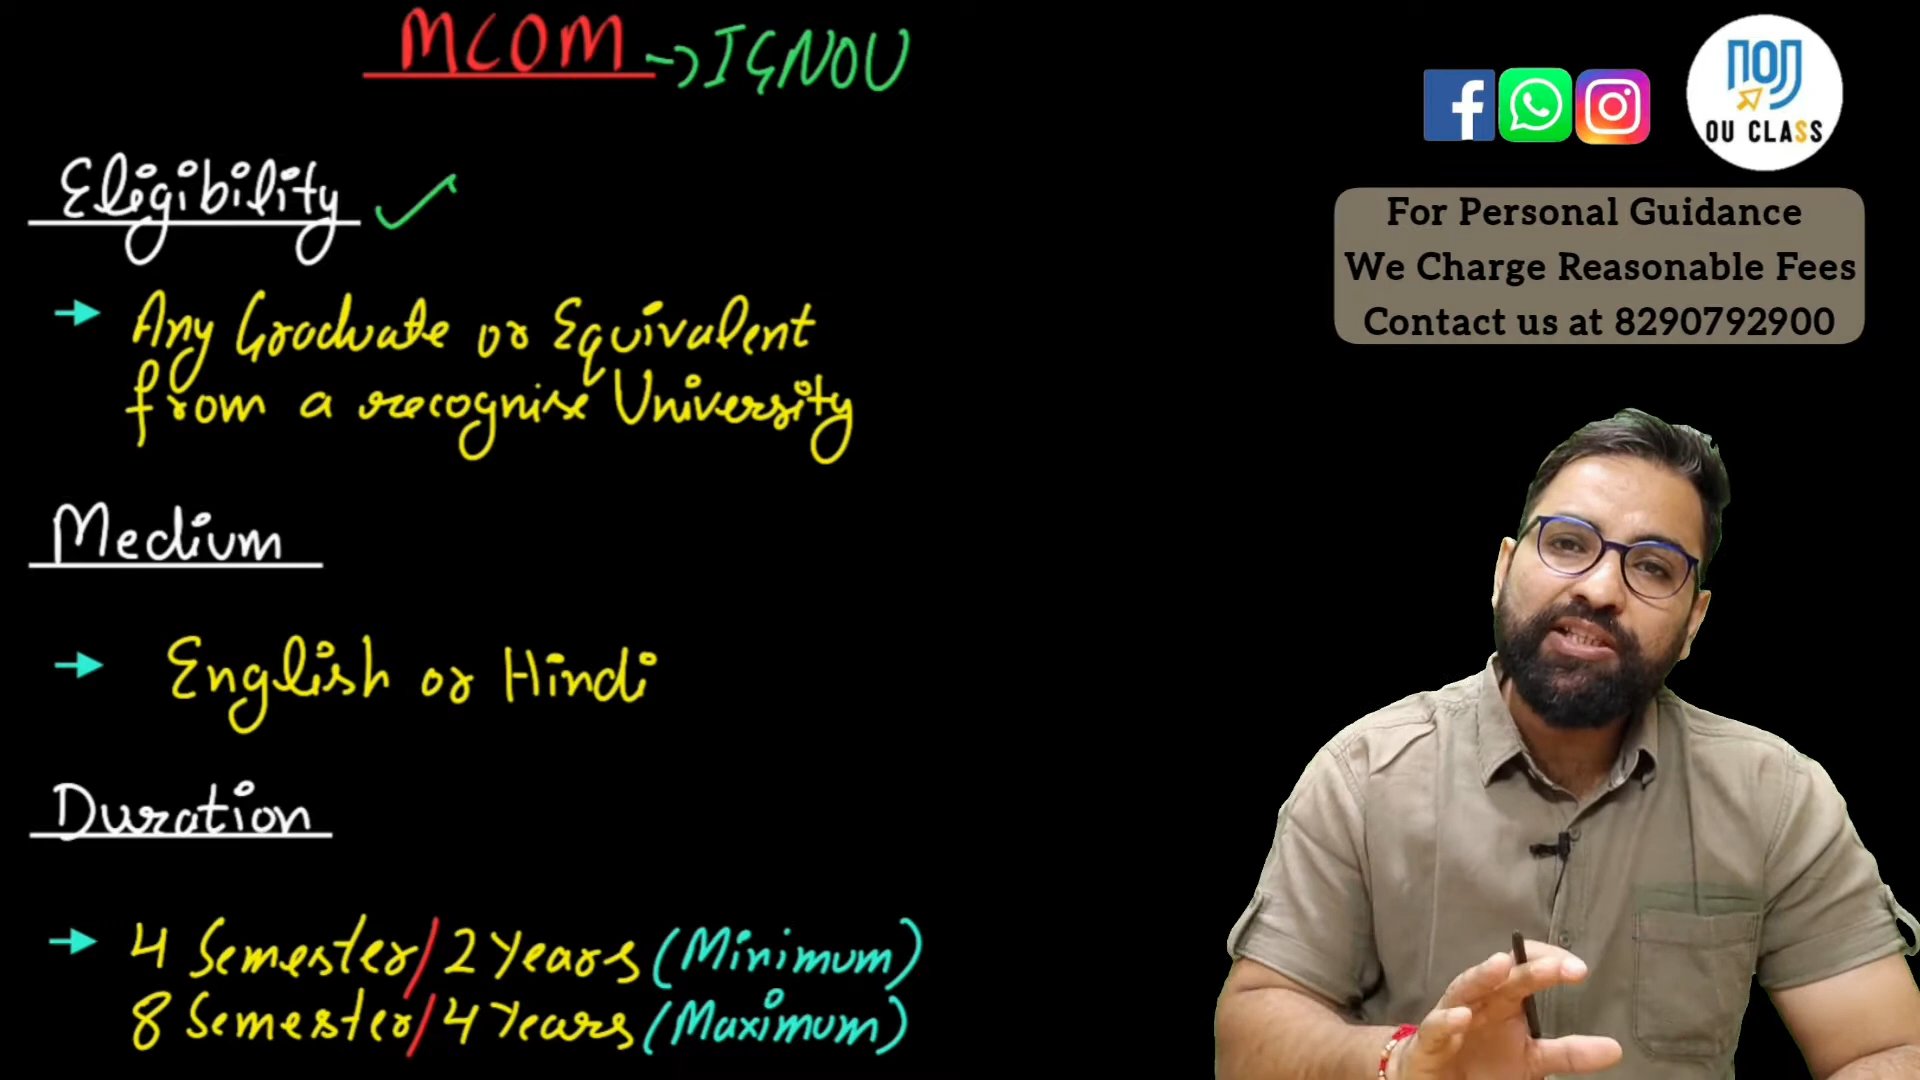 MCOM → IGNOU
Eligibility ✓
→ Any Graduate or Equivalent
from a recognise University
Medium
→ English or Hindi
Duration
→ 4 Semester/2 Years (Minimum)
8 Semester/4 Years (Maximum)
OU CLASS
For Personal Guidance
We Charge Reasonable Fees
Contact us at 8290792900